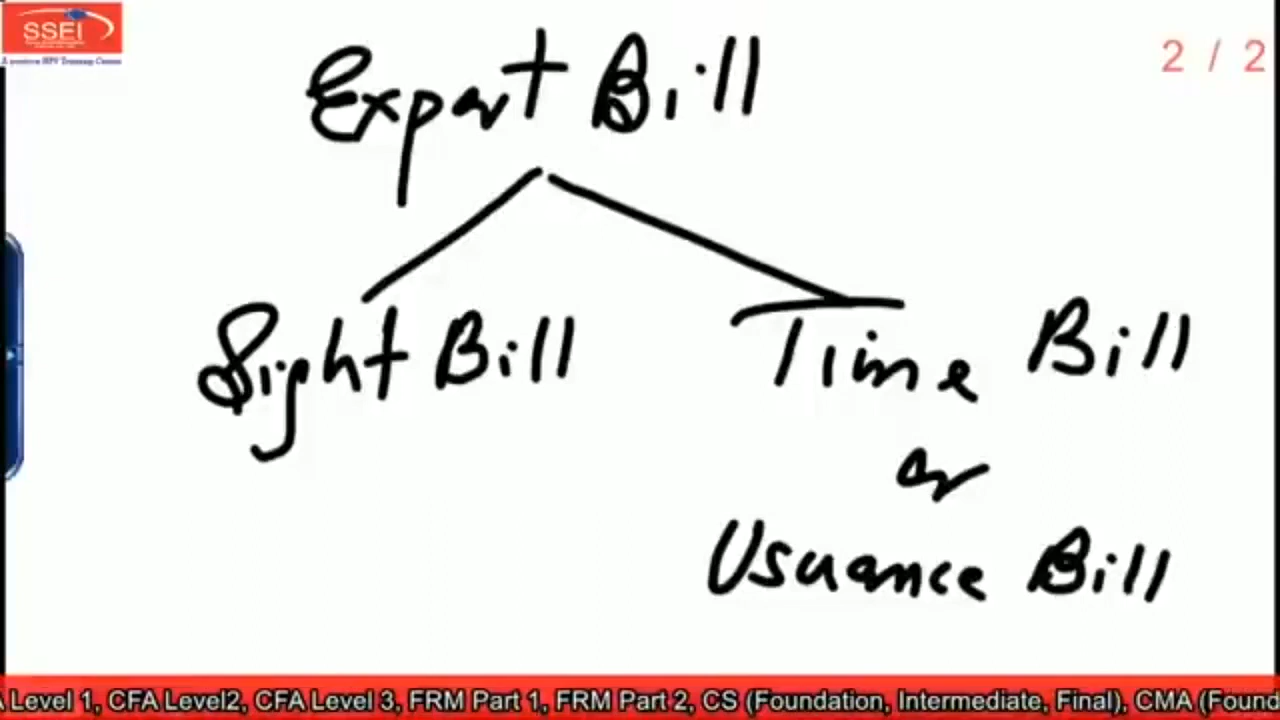 SSEI
2 / 2
Export Bill
Sight Bill
Time Bill
or
Usuance Bill
Level 1, CFA Level2, CFA Level 3, FRM Part 1, FRM Part 2, CS (Foundation, Intermediate, Final), CMA (Found